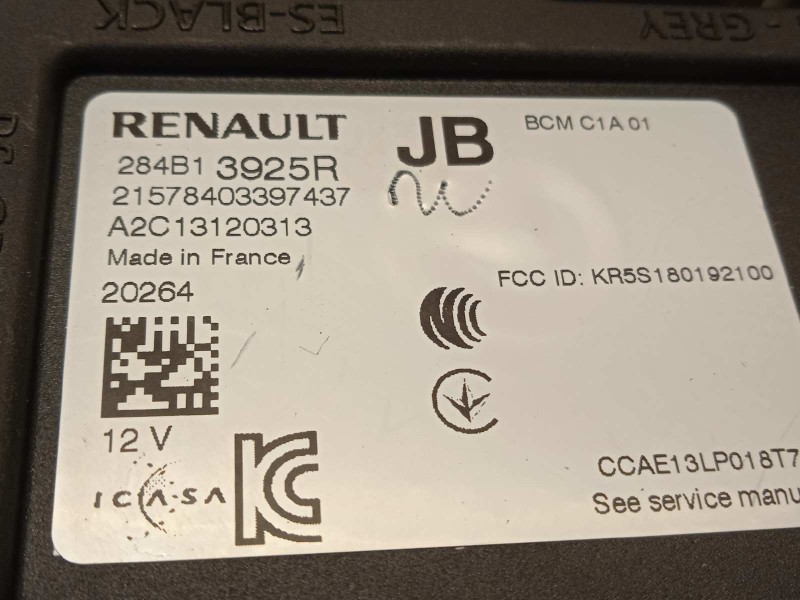 ES-BLACK
- GREY
RENAULT
JB
BCM C1A 01
284B1 3925R
21578403397437
A2C13120313
Made in France
FCC ID: KR5S180192100
20264
12 V
ICASA
CCAE13LP018T7
See service manu